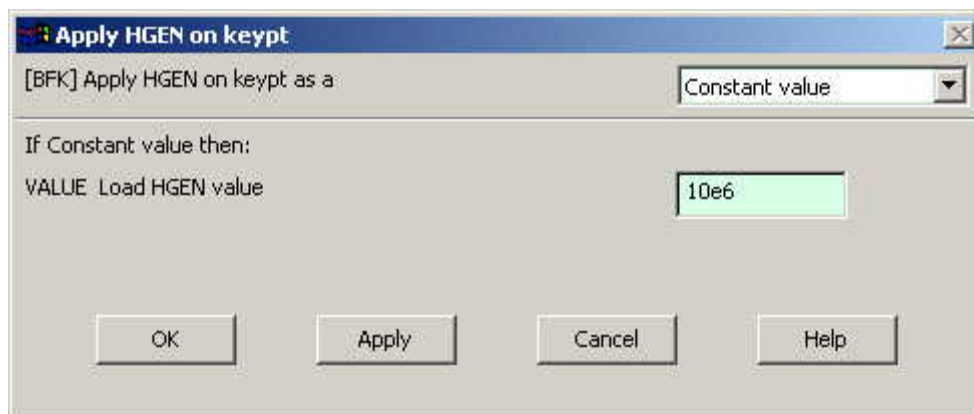 Apply HGEN on keypt
[BFK] Apply HGEN on keypt as a Constant value
If Constant value then:
VALUE Load HGEN value 10e6
OK Apply Cancel Help